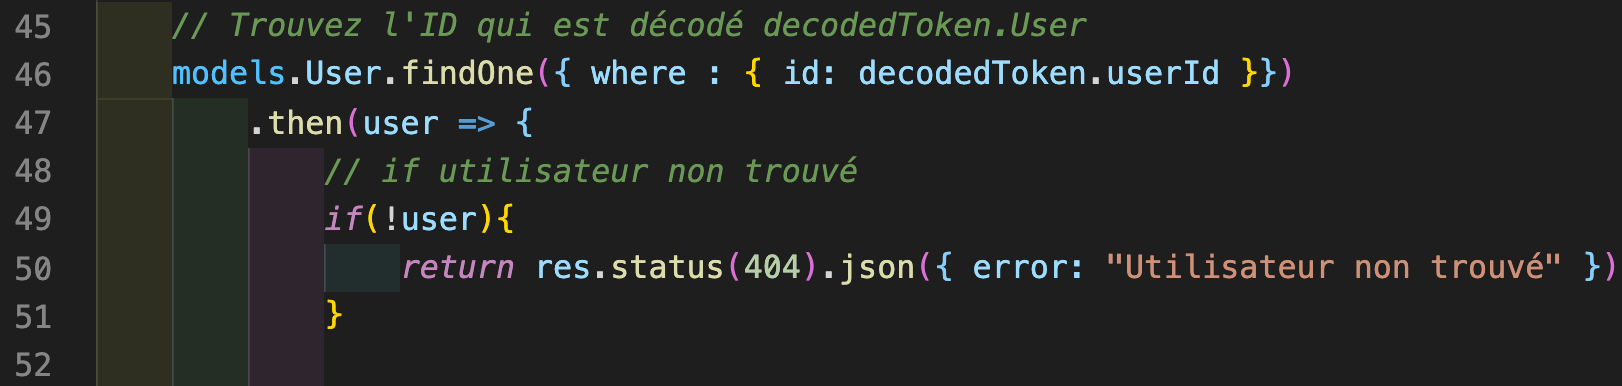 45 // Trouvez l'ID qui est décodé decodedToken.User
46 models.User.findOne({ where : { id: decodedToken.userId }})
47 .then(user => {
48 // if utilisateur non trouvé
49 if(!user){
50 return res.status(404).json({ error: "Utilisateur non trouvé" })
51 }
52